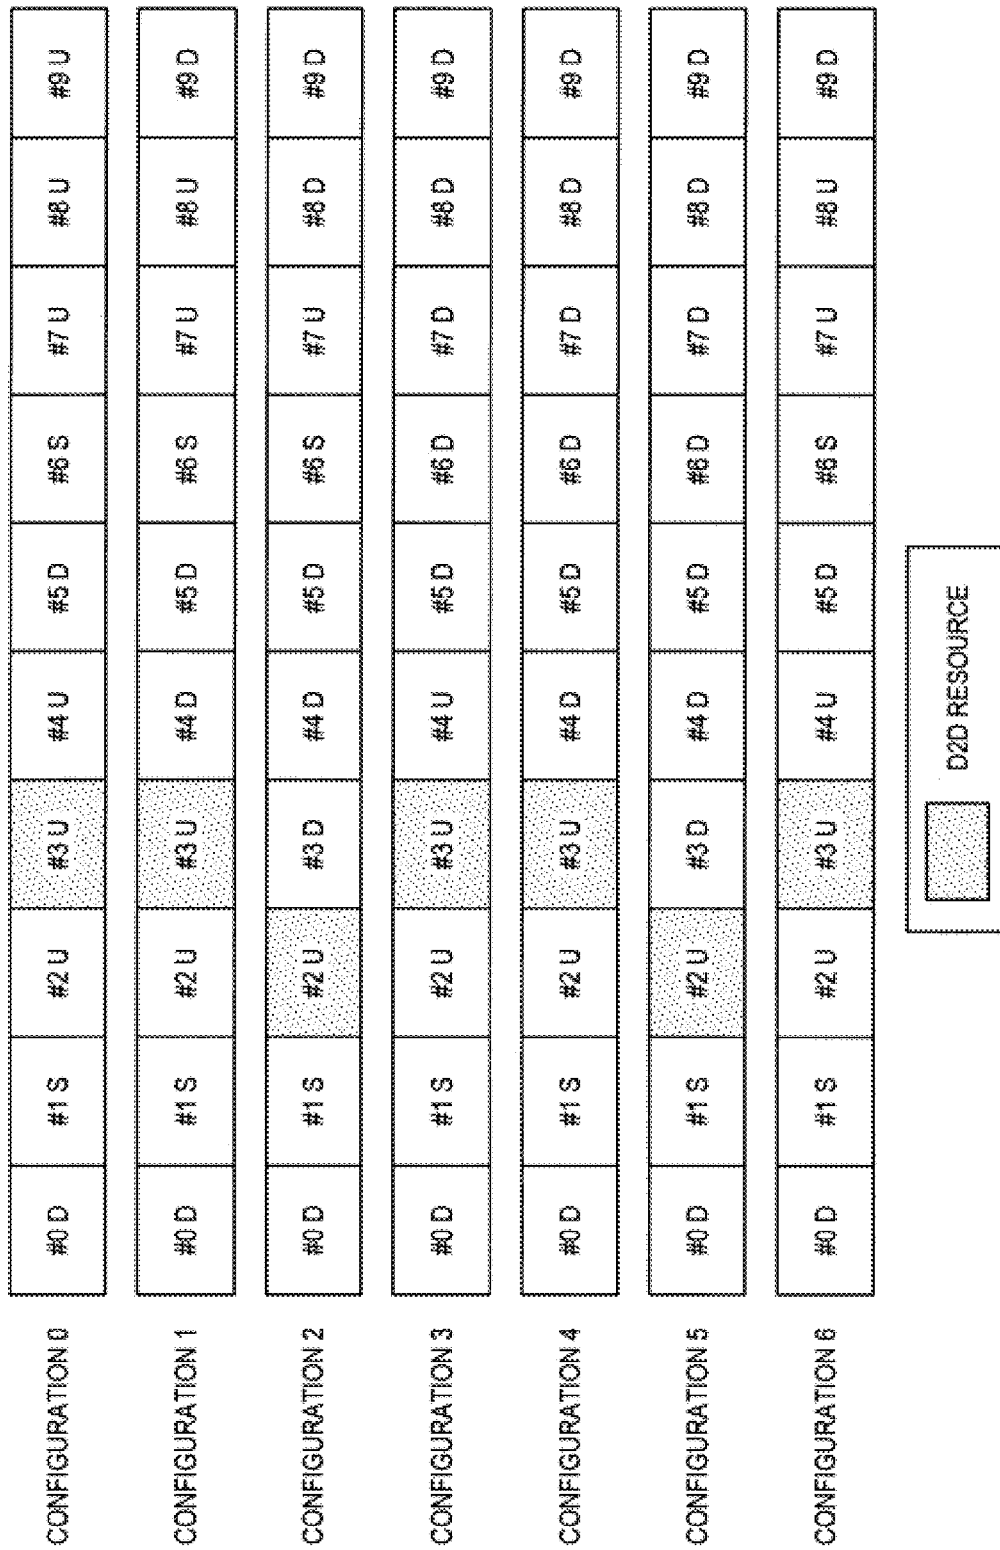 CONFIGURATION 0 #0 D #1 S #2 U #3 U #4 U #5 D #6 S #7 U #8 U #9 U
CONFIGURATION 1 #0 D #1 S #2 U #3 U #4 D #5 D #6 S #7 U #8 U #9 D
CONFIGURATION 2 #0 D #1 S #2 U #3 D #4 D #5 D #6 S #7 U #8 D #9 D
CONFIGURATION 3 #0 D #1 S #2 U #3 U #4 U #5 D #6 D #7 D #8 D #9 D
CONFIGURATION 4 #0 D #1 S #2 U #3 U #4 D #5 D #6 D #7 D #8 D #9 D
CONFIGURATION 5 #0 D #1 S #2 U #3 D #4 D #5 D #6 D #7 D #8 D #9 D
CONFIGURATION 6 #0 D #1 S #2 U #3 U #4 U #5 D #6 S #7 U #8 U #9 D
D2D RESOURCE